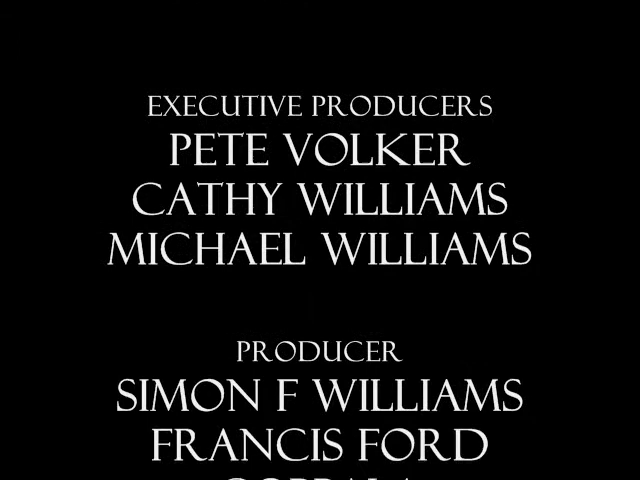 EXECUTIVE PRODUCERS
PETE VOLKER
CATHY WILLIAMS
MICHAEL WILLIAMS
PRODUCER
SIMON F WILLIAMS
FRANCIS FORD